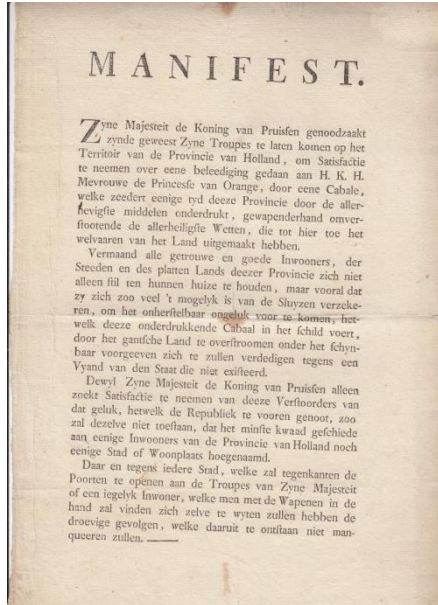 MANIFEST.
Zyne Majesteit de Koning van Pruiſen genoodzaakt
zynde geweest Zyne Troupes te laten komen op het
Territoir van de Provincie van Holland, om Satisfactie
te neemen over eene beleediging gedaan aan H. K. H.
Mevrouwe de Princeſſe van Orange, door eene Cabale,
welke zeedert eenige tyd deeze Provincie door de aller-
hevigſte middelen onderdrukt, gewapenderhand omver-
ſtootende de allerheiligſte Wetten, die tot hier toe het
welvaaren van het Land uitgemaakt hebben.
Vermaand alle getrouwe en goede Inwooners, der
Steeden en des platten Lands deezer Provincie zich niet
alleen ſtil ten hunnen huize te houden, maar vooral dat
zy zich zoo veel 't mogelyk is van de Sluyzen verzeke-
ren, om het onherſtelbaar ongeluk voor te komen, het-
welk deeze onderdrukkende Cabaal in het ſchild voert,
door het gantſche Land te overſtroomen onder het ſchyn-
baar voorgeeven zich te zullen verdedigen tegens een
Vyand van den Staat die niet exiſteerd.
Dewyl Zyne Majesteit de Koning van Pruiſen alleen
zoekt Satisfactie te neemen van deeze Verſtoorders van
dat geluk, hetwelk de Republiek te vooren genoot, zoo
zal dezelve niet toeſtaan, dat het minſte kwaad geſchiede
aan eenige Inwooners van de Provincie van Holland noch
eenige Stad of Woonplaats hoegenaamd.
Daar en tegens iedere Stad, welke zal tegenkanten de
Poorten te openen aan de Troupes van Zyne Majesteit
of een iegelyk Inwoner, welke men met de Wapenen in de
hand zal vinden zich zelve te wyten zullen hebben de
droevige gevolgen, welke daaruit te ontſtaan niet man-
queeren zullen.